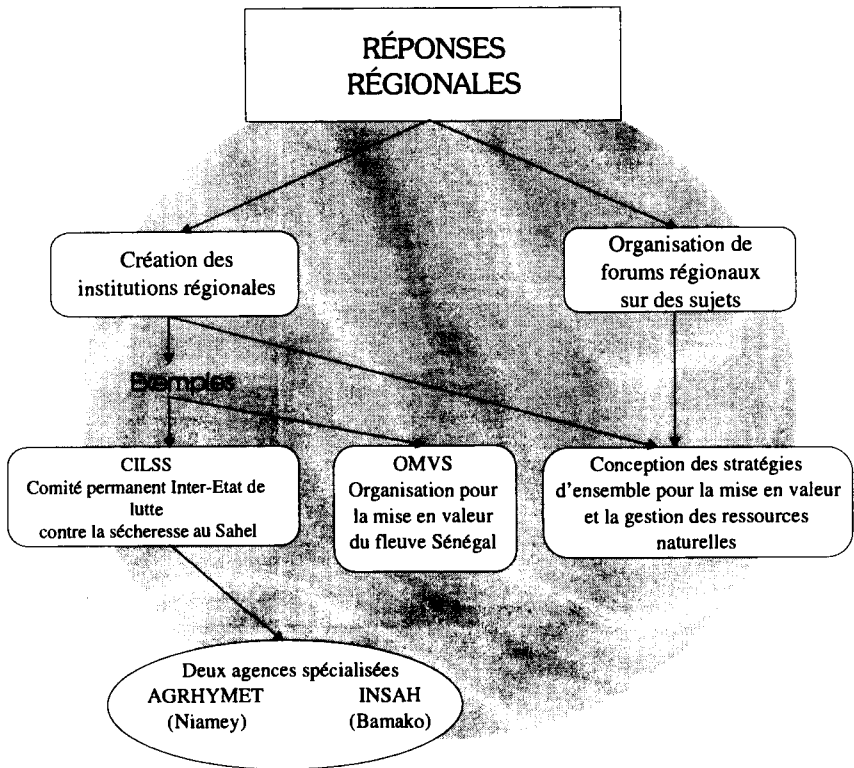 RÉPONSES
RÉGIONALES
Création des
institutions régionales
Organisation de
forums régionaux
sur des sujets
Exemples
CILSS
Comité permanent Inter-Etat de
lutte
contre la sécheresse au Sahel
OMVS
Organisation pour
la mise en valeur
du fleuve Sénégal
Conception des stratégies
d'ensemble pour la mise en valeur
et la gestion des ressources
naturelles
Deux agences spécialisées
AGRHYMET INSAH
(Niamey) (Bamako)